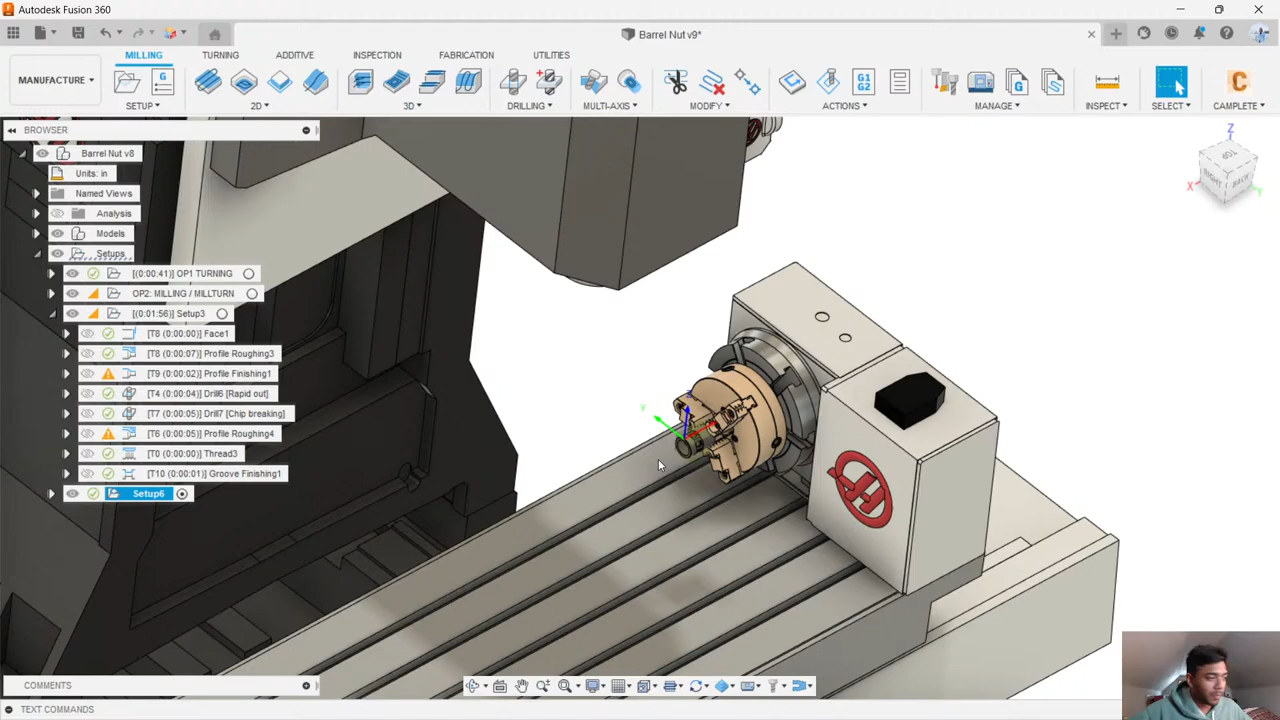 Autodesk Fusion 360
Barrel Nut v9*
MILLING TURNING ADDITIVE INSPECTION FABRICATION UTILITIES
MANUFACTURE
G1
G2
SETUP 2D 3D DRILLING MULTI-AXIS MODIFY ACTIONS MANAGE INSPECT SELECT CAMPLETE
BROWSER
Barrel Nut v8
Units: in
Named Views
Analysis
Models
Setups
[(0:00:41)] OP1 TURNING
OP2: MILLING / MILLTURN
[(0:01:56)] Setup3
[T8 (0:00:00)] Face1
[T8 (0:00:07)] Profile Roughing3
[T9 (0:00:02)] Profile Finishing1
[T4 (0:00:04)] Drill6 [Rapid out]
[T7 (0:00:05)] Drill7 [Chip breaking]
[T6 (0:00:05)] Profile Roughing4
[T0 (0:00:00)] Thread3
[T10 (0:00:01)] Groove Finishing1
Setup6
Z
TOP
RIGHT
BACK
X
Y
Y
Z
COMMENTS
TEXT COMMANDS